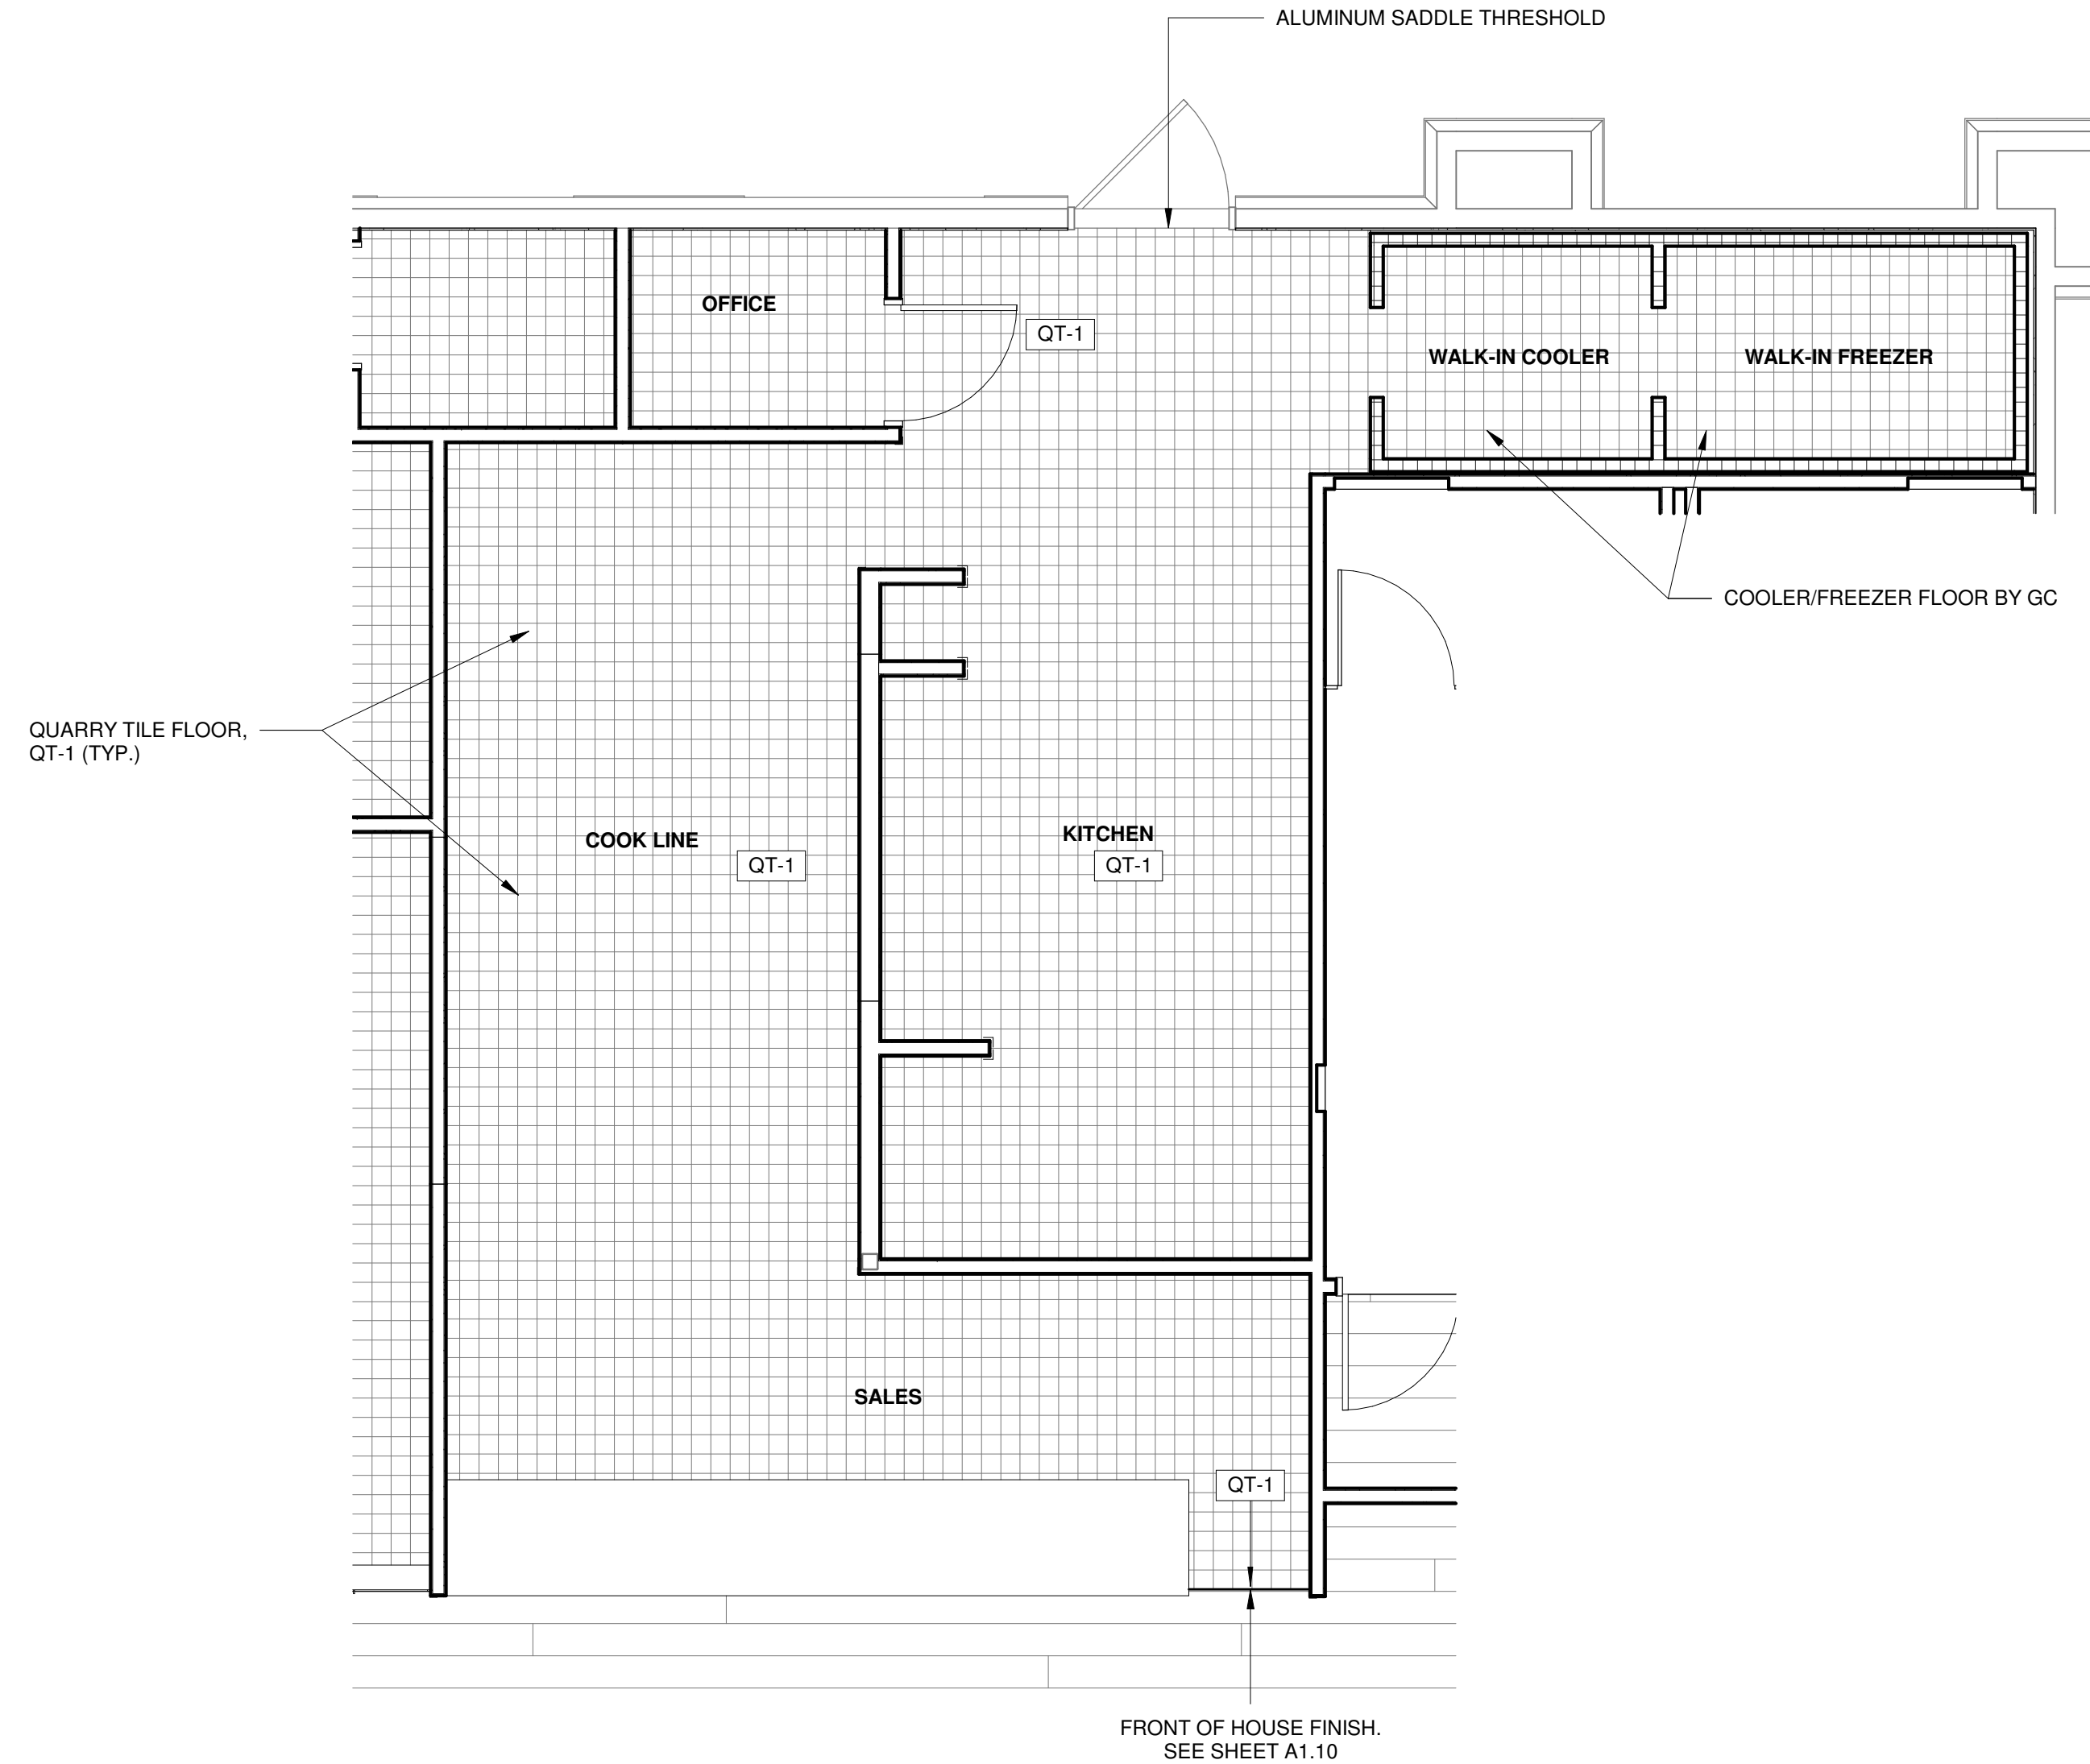 ALUMINUM SADDLE THRESHOLD
OFFICE
QT-1
WALK-IN COOLER
WALK-IN FREEZER
COOLER/FREEZER FLOOR BY GC
QUARRY TILE FLOOR,
QT-1 (TYP.)
COOK LINE
QT-1
KITCHEN
QT-1
SALES
QT-1
FRONT OF HOUSE FINISH.
SEE SHEET A1.10